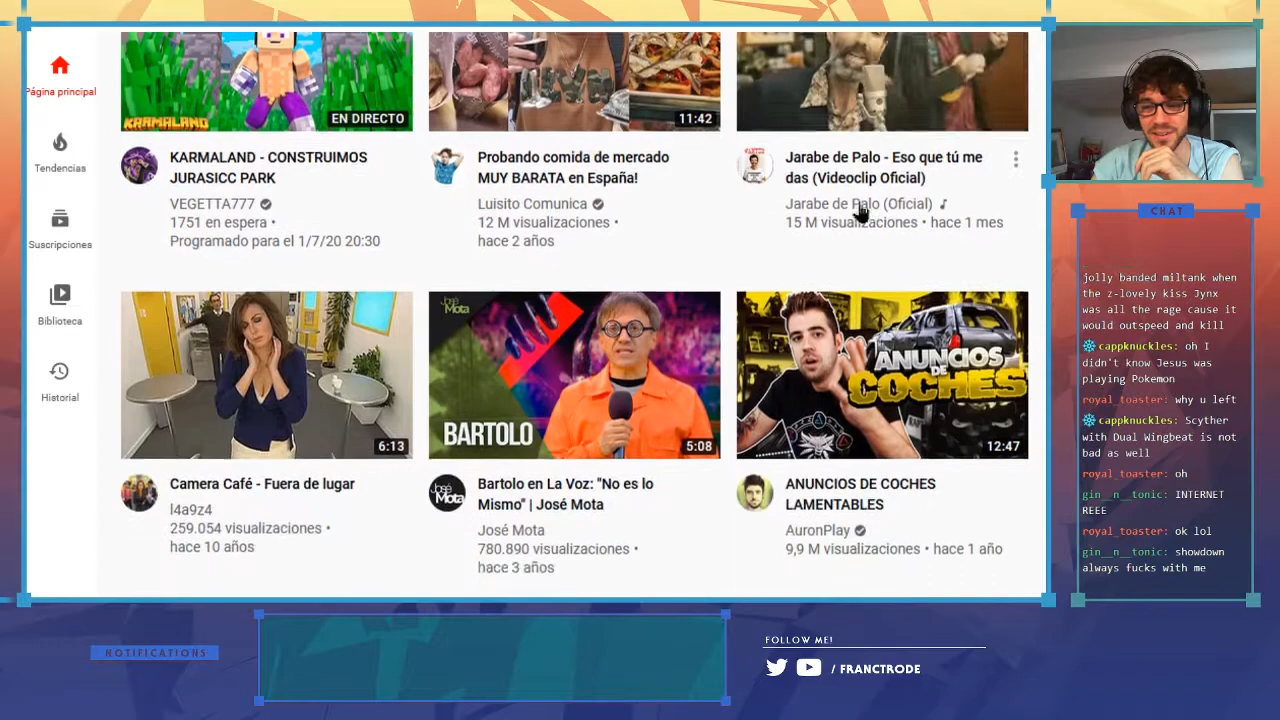 Página principal
Tendencias
Suscripciones
Biblioteca
Historial
KARMALAND
EN DIRECTO
11:42
KARMALAND - CONSTRUIMOS
JURASICC PARK
VEGETTA777
1751 en espera •
Programado para el 1/7/20 20:30
Probando comida de mercado
MUY BARATA en España!
Luisito Comunica
12 M visualizaciones •
hace 2 años
Jarabe de Palo - Eso que tú me
das (Videoclip Oficial)
Jarabe de Palo (Oficial)
15 M visualizaciones • hace 1 mes
6:13
José Mota
BARTOLO
5:08
ANUNCIOS
DE
COCHES
12:47
Camera Café - Fuera de lugar
l4a9z4
259.054 visualizaciones •
hace 10 años
José Mota
Bartolo en La Voz: "No es lo
Mismo" | José Mota
José Mota
780.890 visualizaciones •
hace 3 años
ANUNCIOS DE COCHES
LAMENTABLES
AuronPlay
9,9 M visualizaciones • hace 1 año
CHAT
jolly banded miltank when
the z-lovely kiss Jynx
was all the rage cause it
would outspeed and kill
cappknuckles: oh I
didn't know Jesus was
playing Pokemon
royal_toaster: why u left
cappknuckles: Scyther
with Dual Wingbeat is not
bad as well
royal_toaster: oh
gin__n_tonic: INTERNET
REEE
royal_toaster: ok lol
gin__n_tonic: showdown
always fucks with me
NOTIFICATIONS
FOLLOW ME!
/ FRANCTRODE